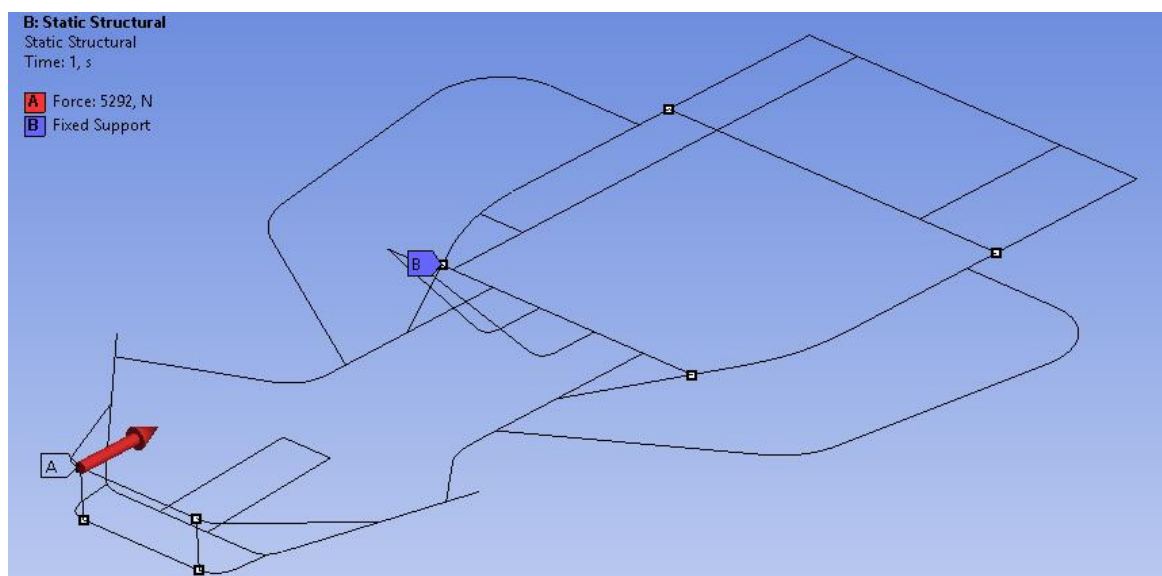 B: Static Structural
Static Structural
Time: 1, s
A Force: 5292, N
B Fixed Support
B
A